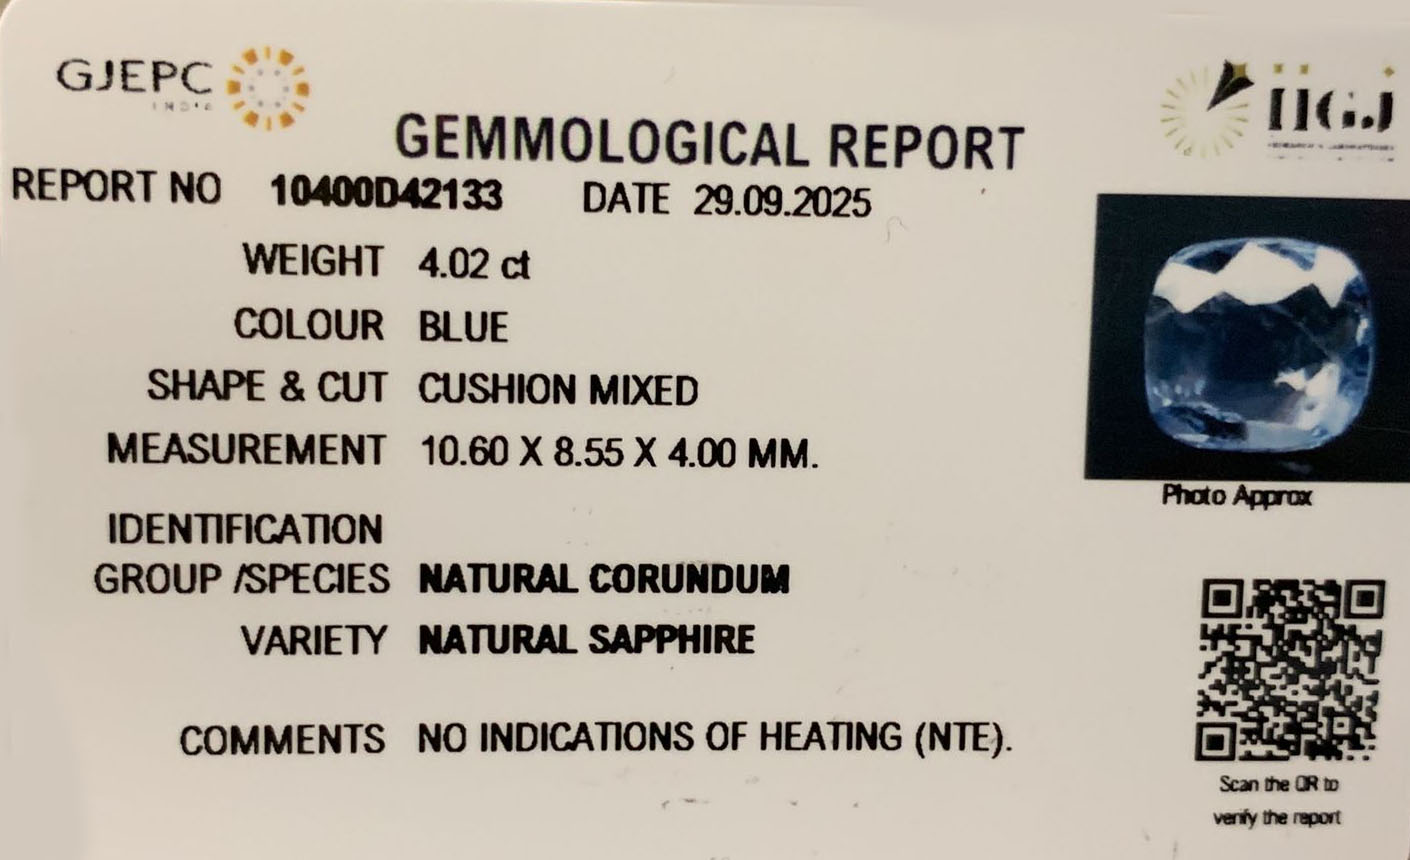 GJEPC
INDIA
IIGJ
GEMMOLOGICAL REPORT
REPORT NO 10400D42133 DATE 29.09.2025
WEIGHT 4.02 ct
COLOUR BLUE
SHAPE & CUT CUSHION MIXED
MEASUREMENT 10.60 X 8.55 X 4.00 MM.
Photo Approx
IDENTIFICATION
GROUP /SPECIES NATURAL CORUNDUM
VARIETY NATURAL SAPPHIRE
COMMENTS NO INDICATIONS OF HEATING (NTE).
Scan the QR to
verify the report